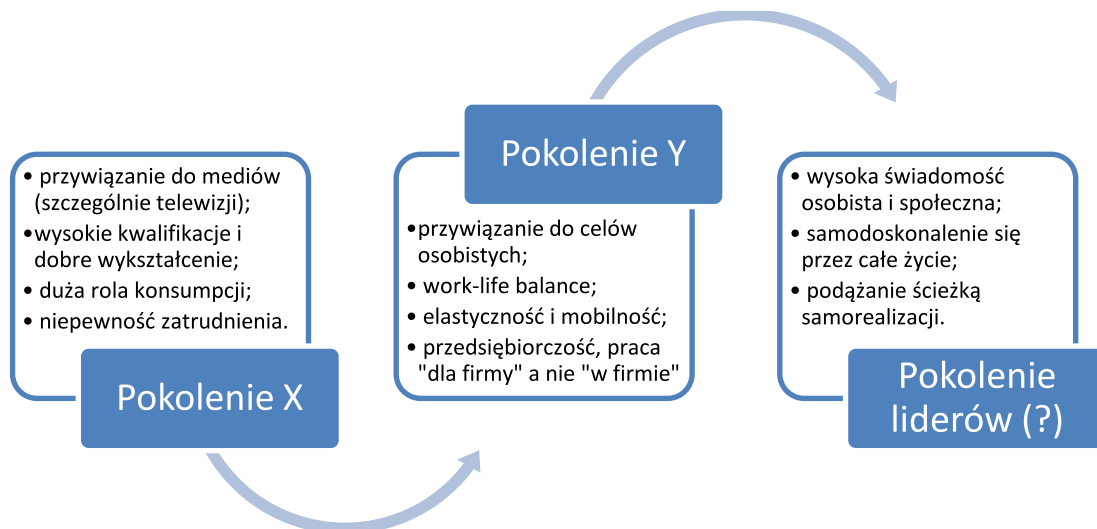 • przywiązanie do mediów
(szczególnie telewizji);
•wysokie kwalifikacje i
dobre wykształcenie;
• duża rola konsumpcji;
• niepewność zatrudnienia.
Pokolenie X
Pokolenie Y
•przywiązanie do celów
osobistych;
• work-life balance;
• elastyczność i mobilność;
• przedsiębiorczość, praca
"dla firmy" a nie "w firmie"
• wysoka świadomość
osobista i społeczna;
• samodoskonalenie się
przez całe życie;
• podążanie ścieżką
samorealizacji.
Pokolenie
liderów (?)